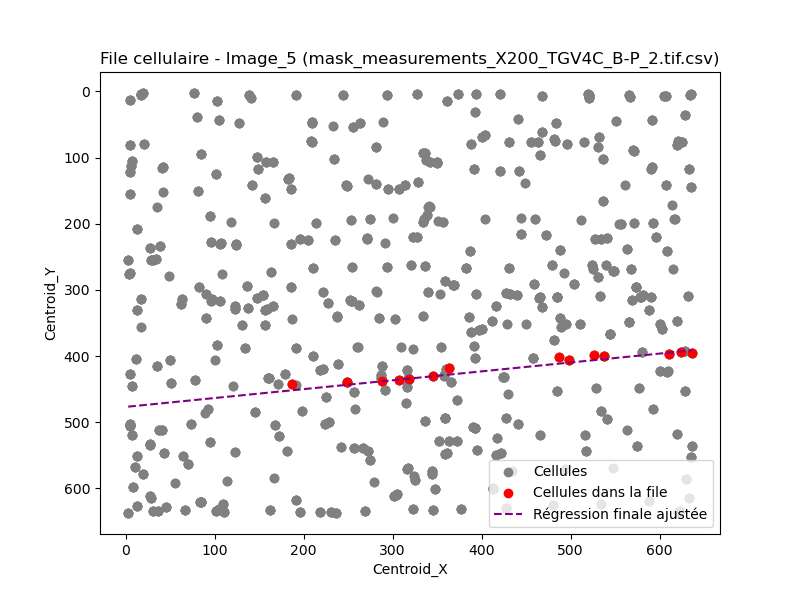 File cellulaire - Image_5 (mask_measurements_X200_TGV4C_B-P_2.tif.csv)
0
100
200
300
400
500
600
Centroid_Y
Cellules
Cellules dans la file
Régression finale ajustée
0 100 200 300 400 500 600
Centroid_X